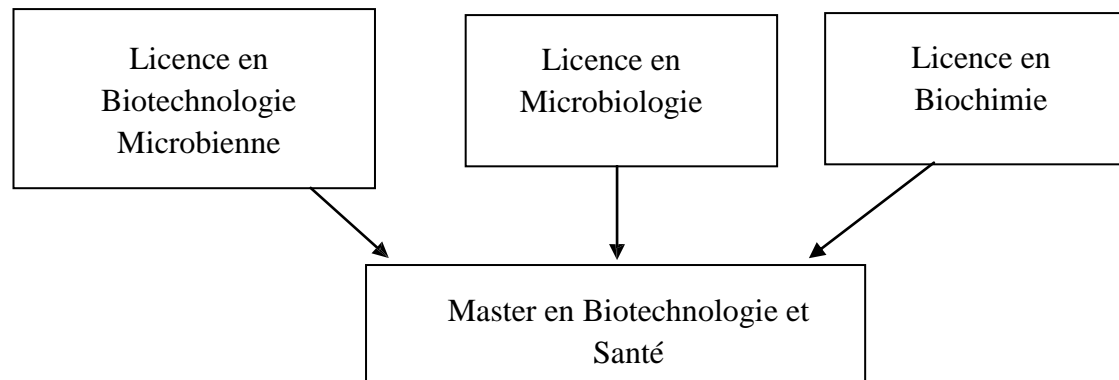 Licence en
Biotechnologie
Microbienne
Licence en
Microbiologie
Licence en
Biochimie
Master en Biotechnologie et
Santé